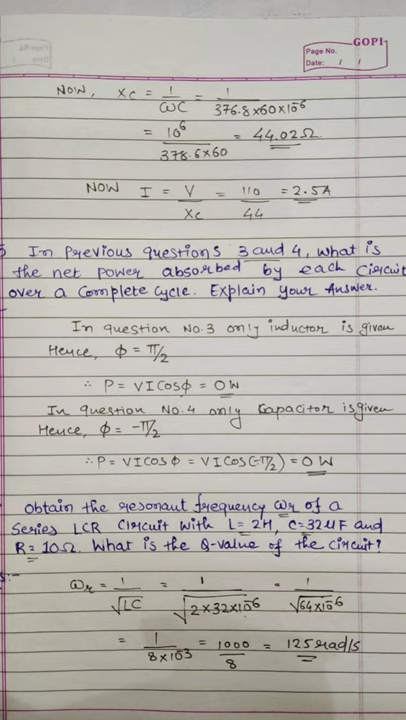 GOPI
Page No.
Date: / /
NOW, Xc = 1/ωC = 1/376.8×60×10⁻⁶
= 10⁶/378.6×60 = 44.02Ω
NOW I = V/Xc = 110/44 = 2.5A
In Previous questions 3 and 4, what is
the net power absorbed by each Circuit
over a Complete Cycle. Explain your Answer.
In question No.3 only inductor is given
Hence, ϕ = π/2
∴ P = VI Cosϕ = 0 W
In question No.4 only Capacitor is given
Hence, ϕ = -π/2
∴ P = VI COS ϕ = VI COS(-π/2) = 0 W
Obtain the resonant frequency ωr of a
Series LCR Circuit with L = 2H, C = 32μF and
R = 10Ω. What is the Q-value of the circuit?
ωr = 1/√LC = 1/√2×32×10⁻⁶ = 1/√64×10⁻⁶
= 1/8×10⁻³ = 1000/8 = 125 rad/s